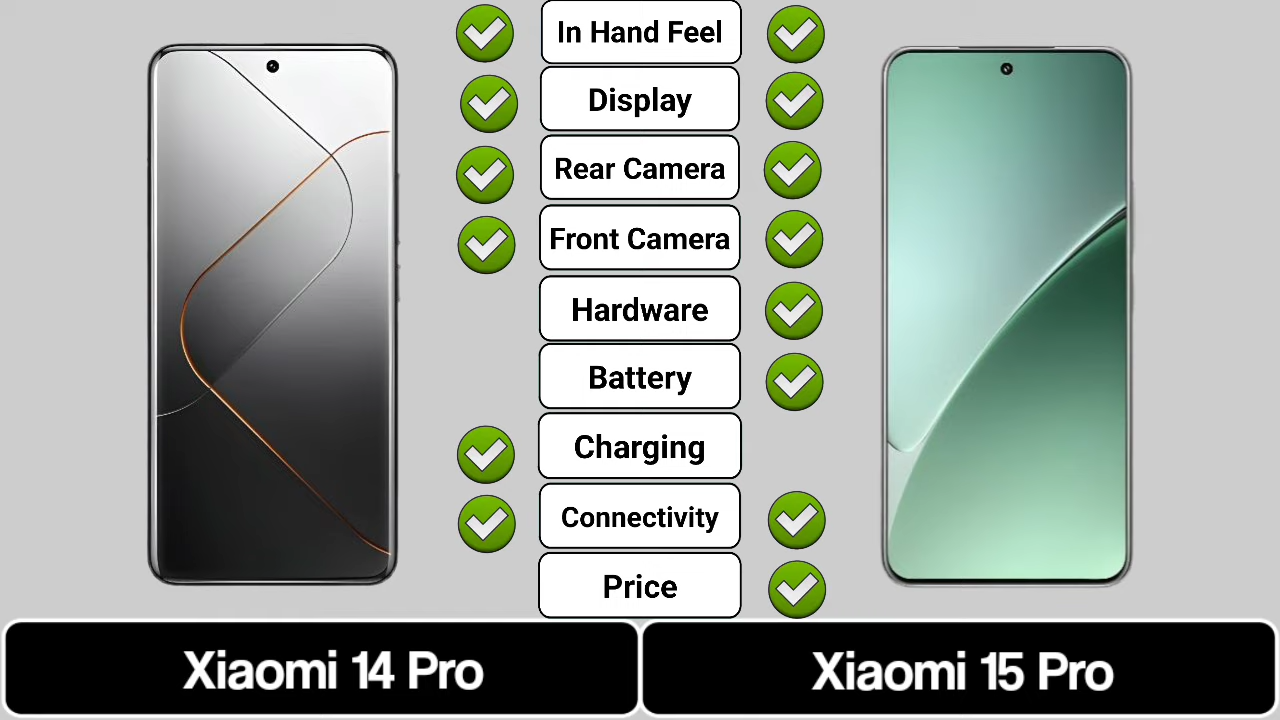 In Hand Feel
Display
Rear Camera
Front Camera
Hardware
Battery
Charging
Connectivity
Price
Xiaomi 14 Pro
Xiaomi 15 Pro